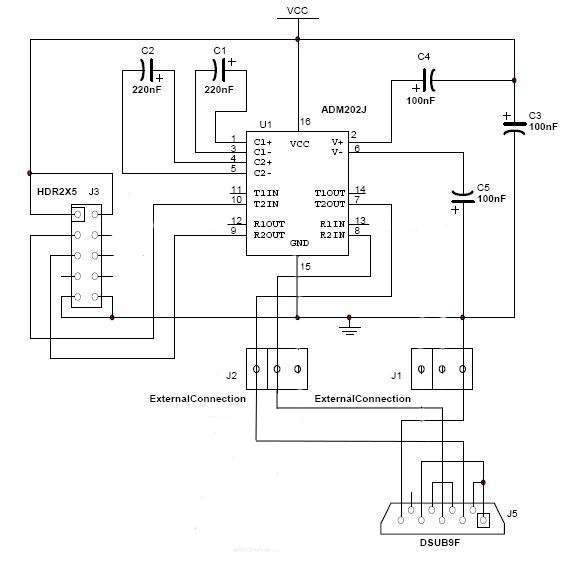 VCC
C2
C1
C4
220nF
220nF
100nF
C3
100nF
ADM202J
U1
16
VCC
1 C1+
3 C1-
4 C2+
5 C2-
V+ 2
V- 6
HDR2X5 J3
C5
100nF
11 T1IN
10 T2IN
T1OUT 14
T2OUT 7
12 R1OUT
9 R2OUT
R1IN 13
R2IN 8
GND
15
J2
J1
ExternalConnection
ExternalConnection
J5
DSUB9F